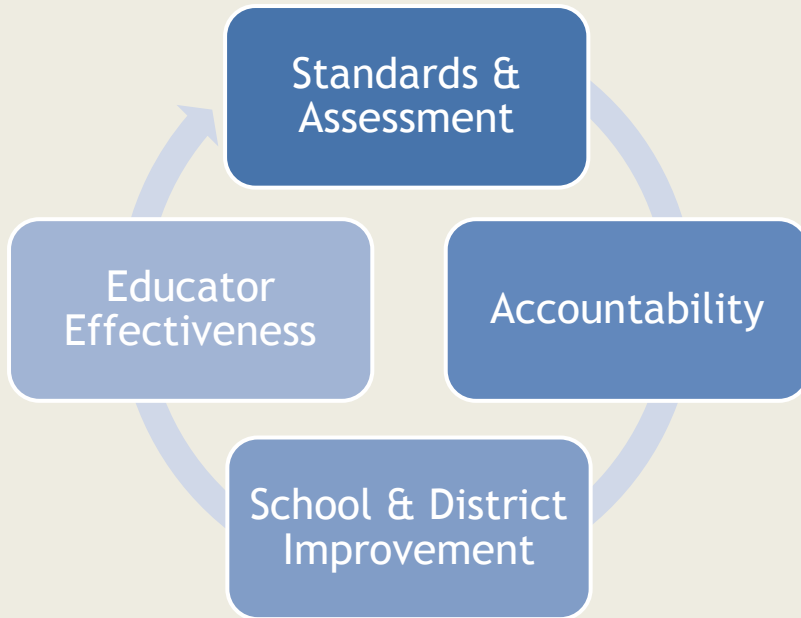 Standards &
Assessment
Educator
Effectiveness
Accountability
School & District
Improvement